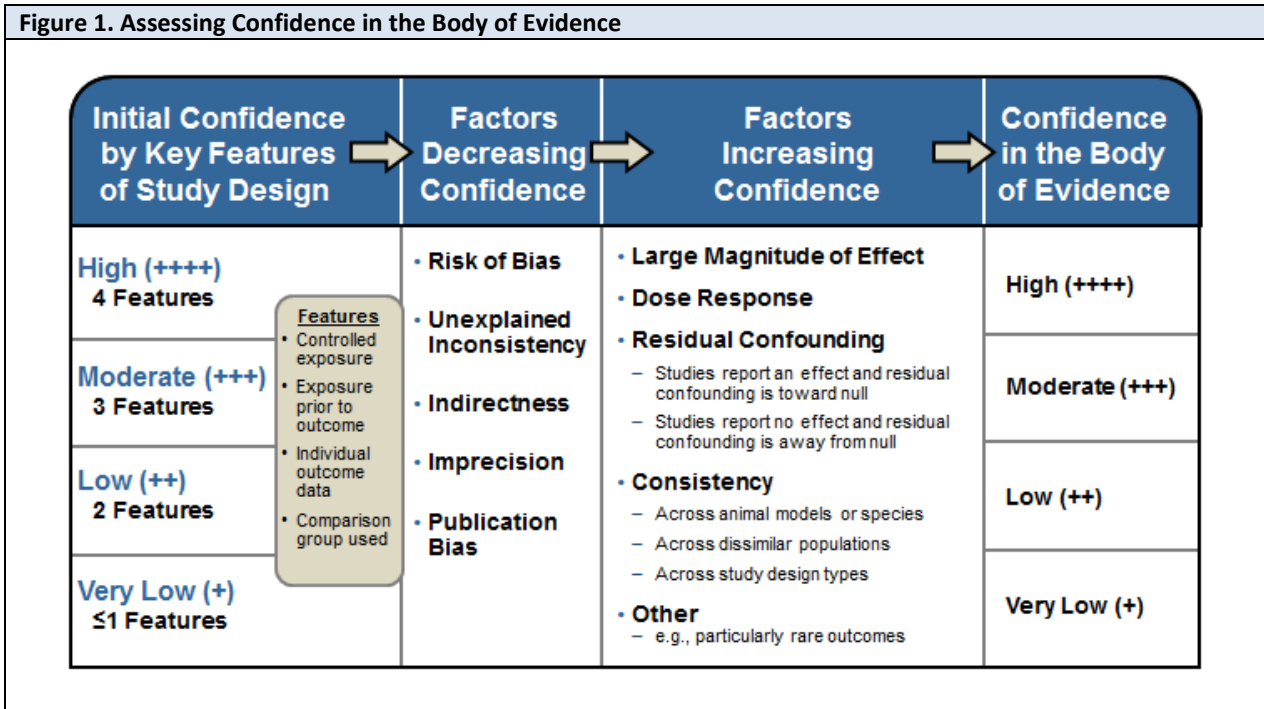 Figure 1. Assessing Confidence in the Body of Evidence
Initial Confidence
by Key Features
of Study Design
Factors
Decreasing
Confidence
Factors
Increasing
Confidence
Confidence
in the Body
of Evidence
High (++++)
4 Features
Moderate (+++)
3 Features
Low (++)
2 Features
Very Low (+)
≤1 Features
Features
• Controlled
exposure
• Exposure
prior to
outcome
• Individual
outcome
data
• Comparison
group used
• Risk of Bias
• Unexplained
Inconsistency
• Indirectness
• Imprecision
• Publication
Bias
• Large Magnitude of Effect
• Dose Response
• Residual Confounding
– Studies report an effect and residual
confounding is toward null
– Studies report no effect and residual
confounding is away from null
• Consistency
– Across animal models or species
– Across dissimilar populations
– Across study design types
• Other
– e.g., particularly rare outcomes
High (++++)
Moderate (+++)
Low (++)
Very Low (+)